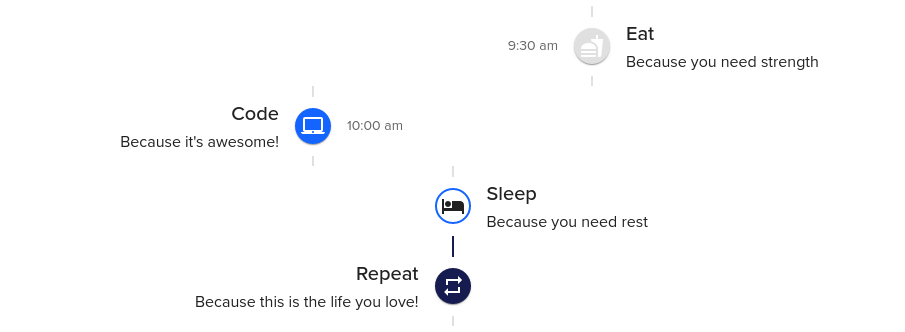 9:30 am
Eat
Because you need strength
Code
Because it's awesome!
10:00 am
Sleep
Because you need rest
Repeat
Because this is the life you love!